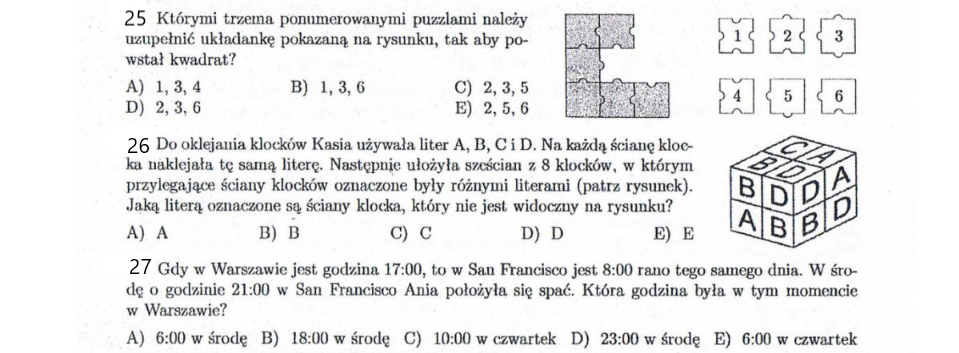 25 Którymi trzema ponumerowanymi puzzlami należy
uzupełnić układankę pokazaną na rysunku, tak aby po-
wstał kwadrat?
A) 1, 3, 4 B) 1, 3, 6 C) 2, 3, 5
D) 2, 3, 6 E) 2, 5, 6
1 2 3
4 5 6
26 Do oklejania klocków Kasia używała liter A, B, C i D. Na każdą ścianę kloc-
ka naklejała tę samą literę. Następnie ułożyła sześcian z 8 klocków, w którym
przylegające ściany klocków oznaczone były różnymi literami (patrz rysunek).
Jaką literą oznaczone są ściany klocka, który nie jest widoczny na rysunku?
A) A B) B C) C D) D E) E
C A
B D
B D D A
A B B D
27 Gdy w Warszawie jest godzina 17:00, to w San Francisco jest 8:00 rano tego samego dnia. W śro-
dę o godzinie 21:00 w San Francisco Ania położyła się spać. Która godzina była w tym momencie
w Warszawie?
A) 6:00 w środę B) 18:00 w środę C) 10:00 w czwartek D) 23:00 w środę E) 6:00 w czwartek